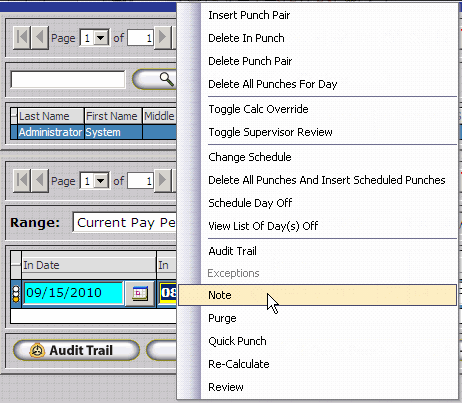 Page 1 of 1
Last Name First Name Middle
Administrator System
Page 1 of 1
Range: Current Pay Pe
In Date In
09/15/2010 08
Audit Trail
Insert Punch Pair
Delete In Punch
Delete Punch Pair
Delete All Punches For Day
Toggle Calc Override
Toggle Supervisor Review
Change Schedule
Delete All Punches And Insert Scheduled Punches
Schedule Day Off
View List Of Day(s) Off
Audit Trail
Exceptions
Note
Purge
Quick Punch
Re-Calculate
Review